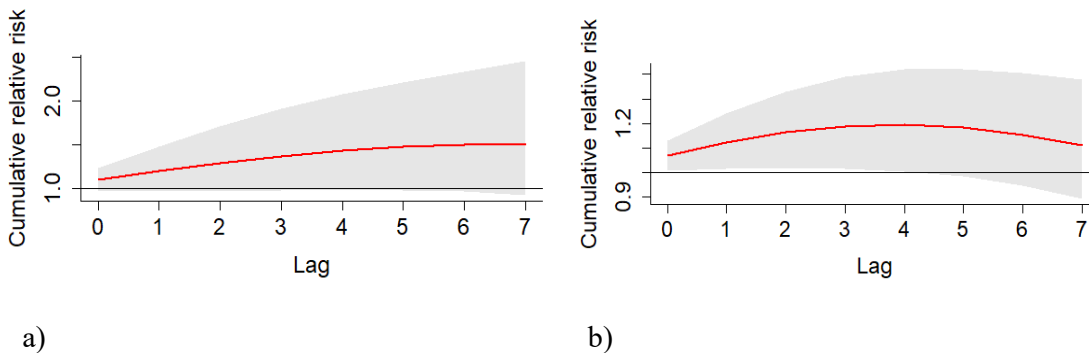 Cumulative relative risk
2.0
1.0
0 1 2 3 4 5 6 7
Lag
a)
Cumulative relative risk
1.2
0.9
0 1 2 3 4 5 6 7
Lag
b)